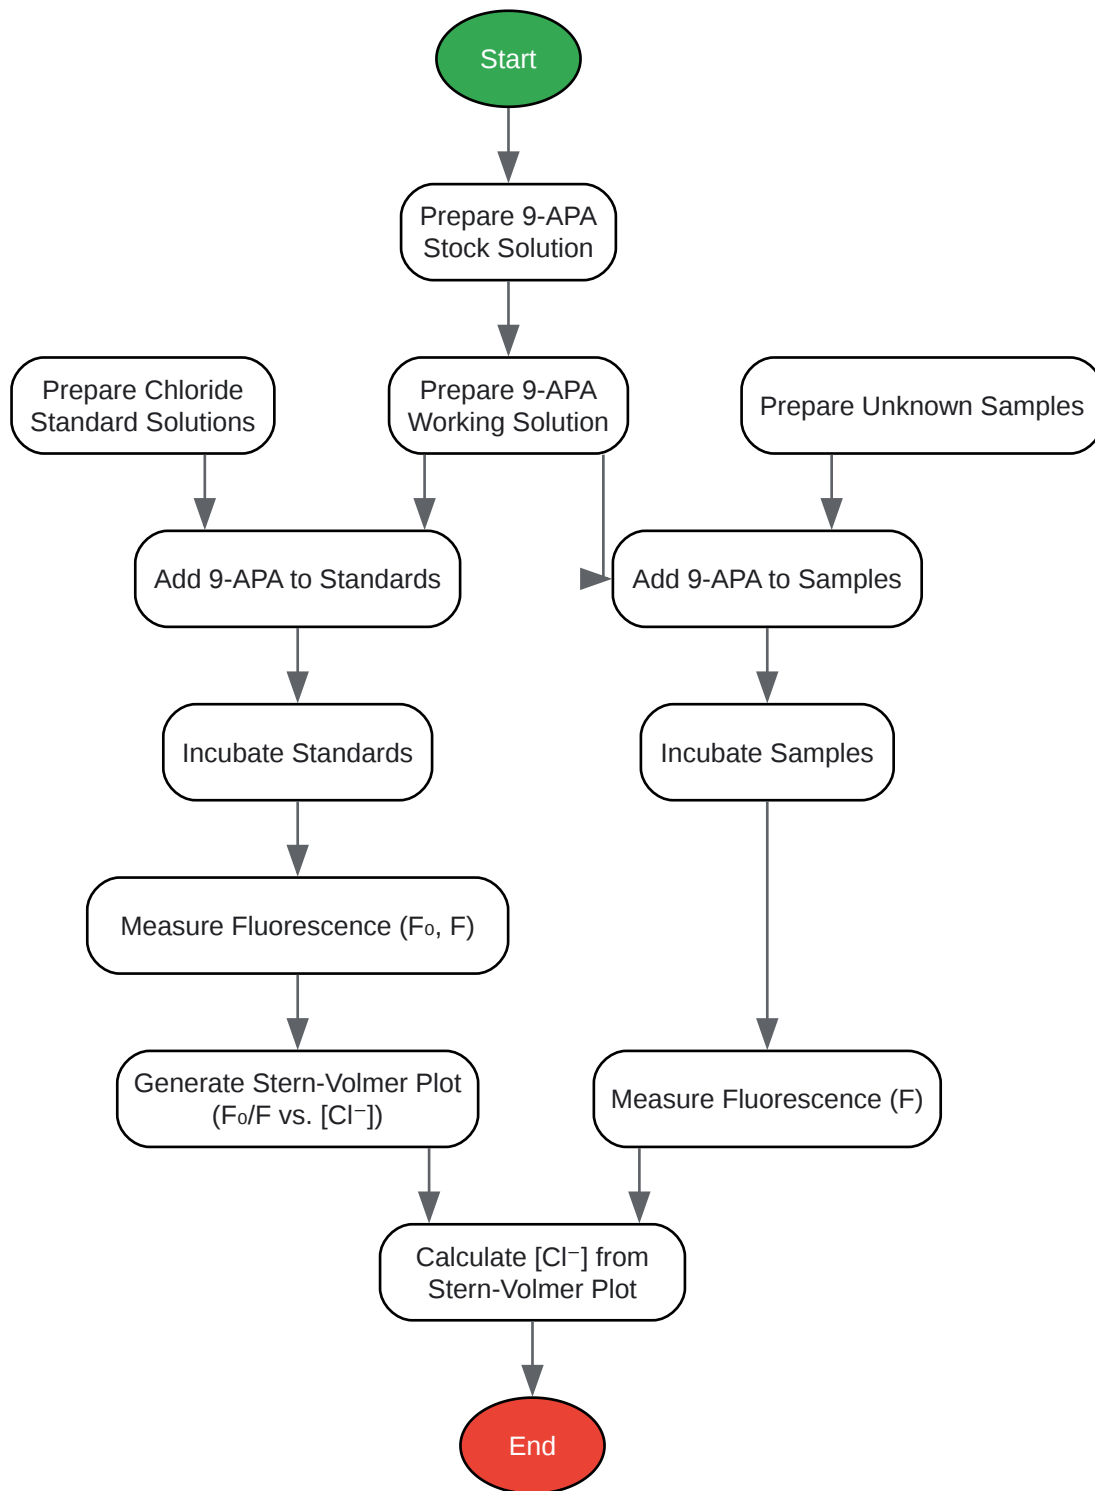 Start
Prepare 9-APA
Stock Solution
Prepare Chloride
Standard Solutions
Prepare 9-APA
Working Solution
Prepare Unknown Samples
Add 9-APA to Standards
Add 9-APA to Samples
Incubate Standards
Incubate Samples
Measure Fluorescence (F₀, F)
Generate Stern-Volmer Plot
(F₀/F vs. [Cl⁻])
Measure Fluorescence (F)
Calculate [Cl⁻] from
Stern-Volmer Plot
End